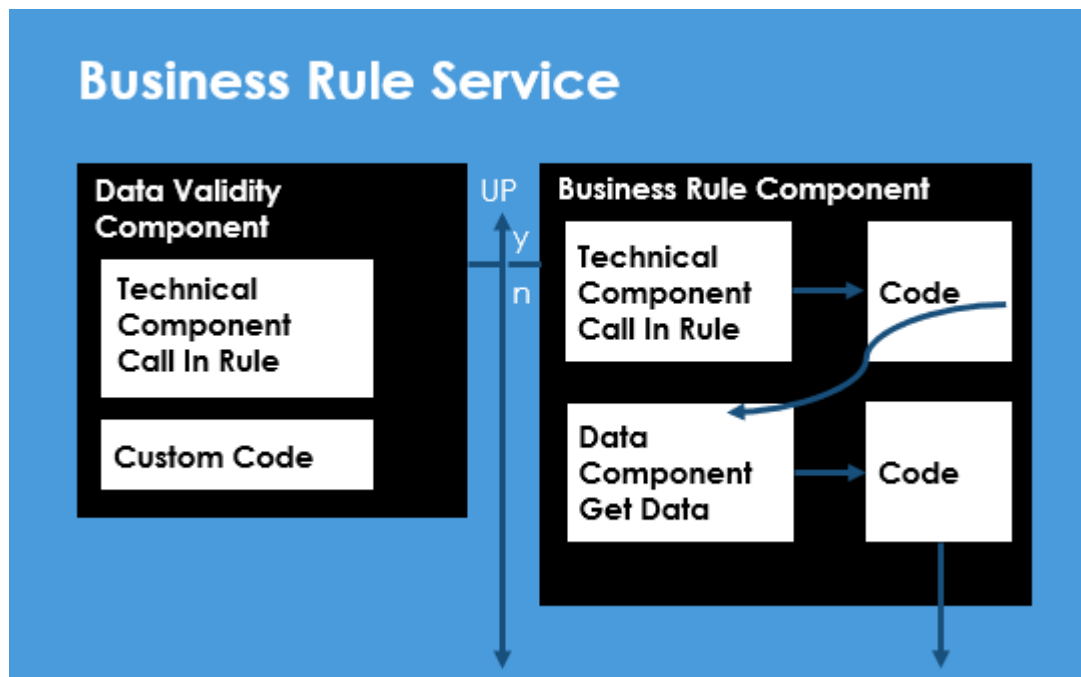 Business Rule Service
Data Validity
Component
Technical
Component
Call In Rule
Custom Code
UP
y
n
Business Rule Component
Technical
Component
Call In Rule
Code
Data
Component
Get Data
Code